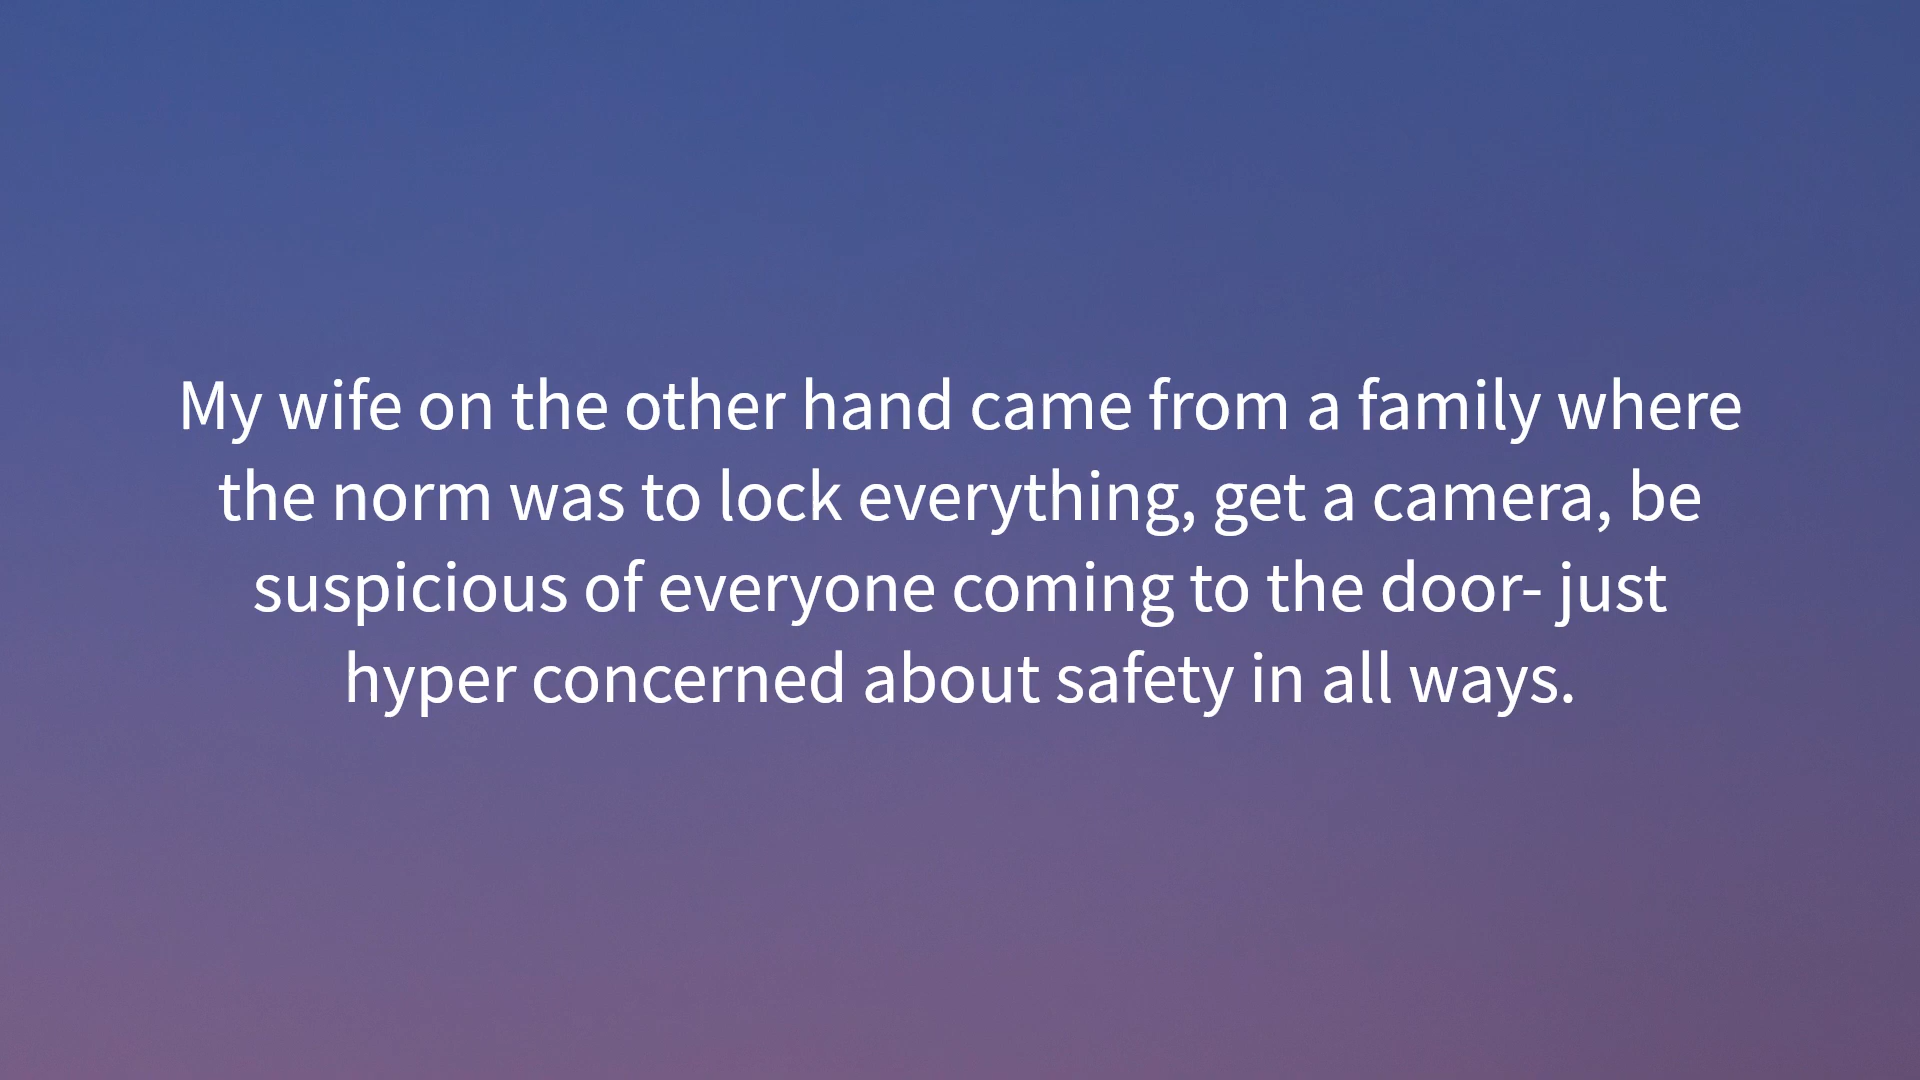 My wife on the other hand came from a family where
the norm was to lock everything, get a camera, be
suspicious of everyone coming to the door- just
hyper concerned about safety in all ways.